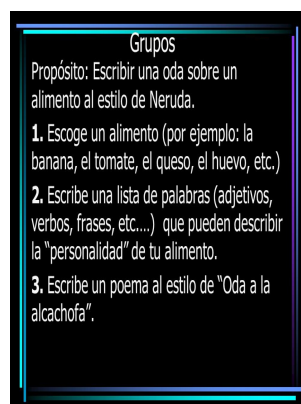 Grupos
Propósito: Escribir una oda sobre un
alimento al estilo de Neruda.
1. Escoge un alimento (por ejemplo: la
banana, el tomate, el queso, el huevo, etc.)
2. Escribe una lista de palabras (adjetivos,
verbos, frases, etc....) que pueden describir
la “personalidad” de tu alimento.
3. Escribe un poema al estilo de “Oda a la
alcachofa”.